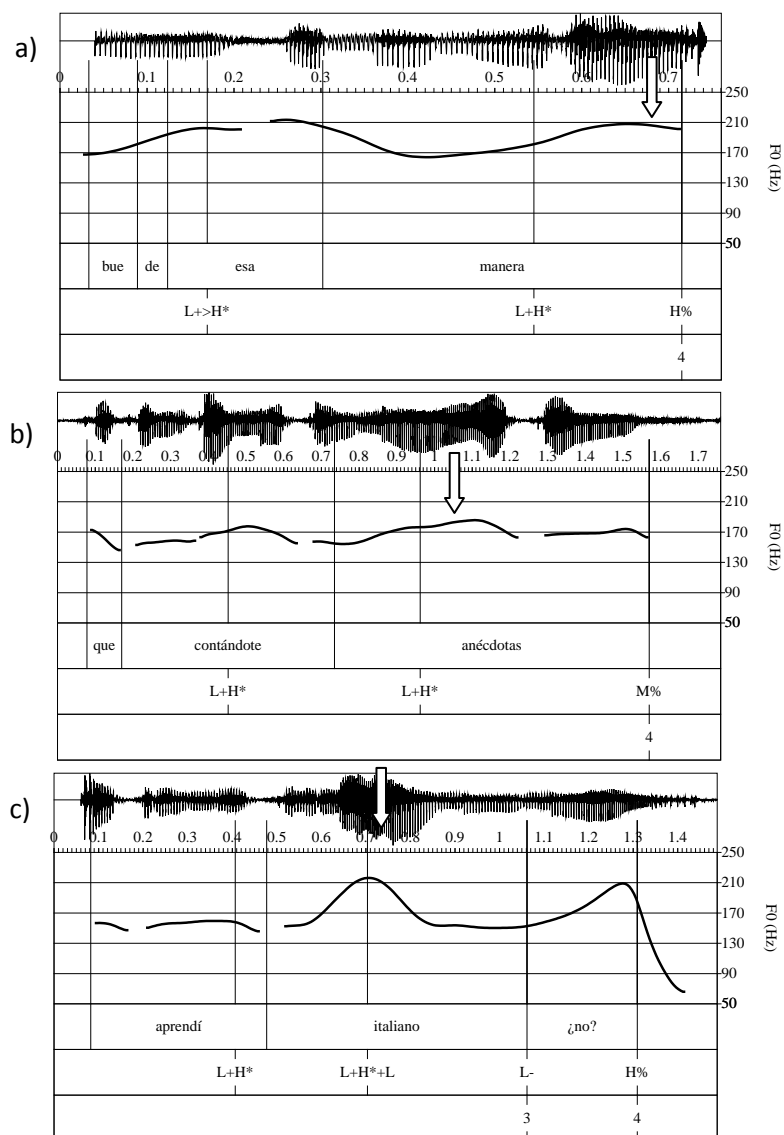 a)
0 0.1 0.2 0.3 0.4 0.5 0.6 0.7
250
210
170
130
90
50
F0 (Hz)
bue de esa manera
L+>H* L+H* H%
4
b)
0 0.1 0.2 0.3 0.4 0.5 0.6 0.7 0.8 0.9 1 1.1 1.2 1.3 1.4 1.5 1.6 1.7
250
210
170
130
90
50
F0 (Hz)
que contándote anécdotas
L+H* L+H* M%
4
c)
0 0.1 0.2 0.3 0.4 0.5 0.6 0.7 0.8 0.9 1 1.1 1.2 1.3 1.4
250
210
170
130
90
50
F0 (Hz)
aprendí italiano ¿no?
L+H* L+H*+L L- H%
3 4